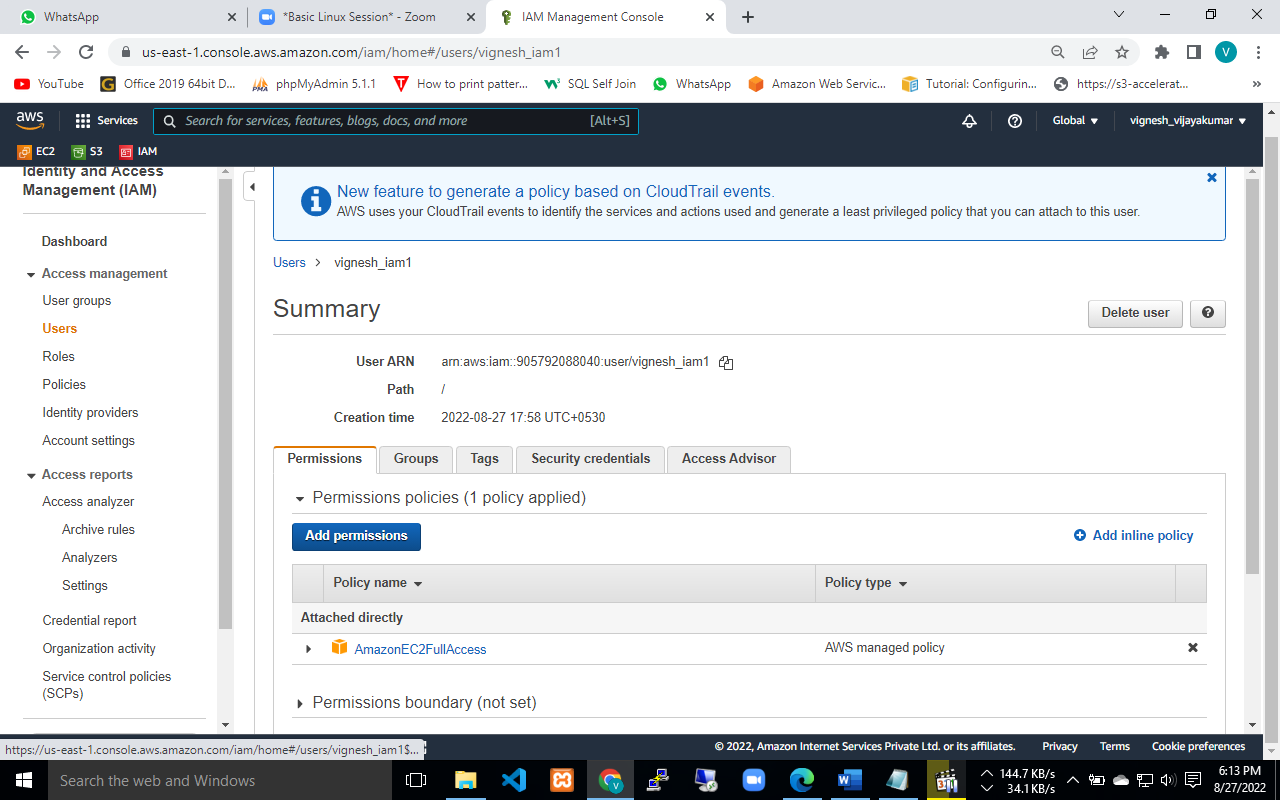 WhatsApp
*Basic Linux Session* - Zoom
IAM Management Console
us-east-1.console.aws.amazon.com/iam/home#/users/vignesh_iam1
V
YouTube
Office 2019 64bit D...
phpMyAdmin 5.1.1
How to print patter...
SQL Self Join
WhatsApp
Amazon Web Servic...
Tutorial: Configurin...
https://s3-accelerat...
aws
Services
Search for services, features, blogs, docs, and more
[Alt+S]
Global
vignesh_vijayakumar
EC2
S3
IAM
Identity and Access
Management (IAM)
Dashboard
Access management
User groups
Users
Roles
Policies
Identity providers
Account settings
Access reports
Access analyzer
Archive rules
Analyzers
Settings
Credential report
Organization activity
Service control policies
(SCPs)
New feature to generate a policy based on CloudTrail events.
AWS uses your CloudTrail events to identify the services and actions used and generate a least privileged policy that you can attach to this user.
Users > vignesh_iam1
Summary
Delete user
User ARN arn:aws:iam::905792088040:user/vignesh_iam1
Path /
Creation time 2022-08-27 17:58 UTC+0530
Permissions
Groups
Tags
Security credentials
Access Advisor
Permissions policies (1 policy applied)
Add permissions
Add inline policy
Policy name
Policy type
Attached directly
AmazonEC2FullAccess
AWS managed policy
Permissions boundary (not set)
https://us-east-1.console.aws.amazon.com/iam/home#/users/vignesh_iam1$...
© 2022, Amazon Internet Services Private Ltd. or its affiliates.
Privacy
Terms
Cookie preferences
Search the web and Windows
144.7 KB/s
34.1 KB/s
6:13 PM
8/27/2022